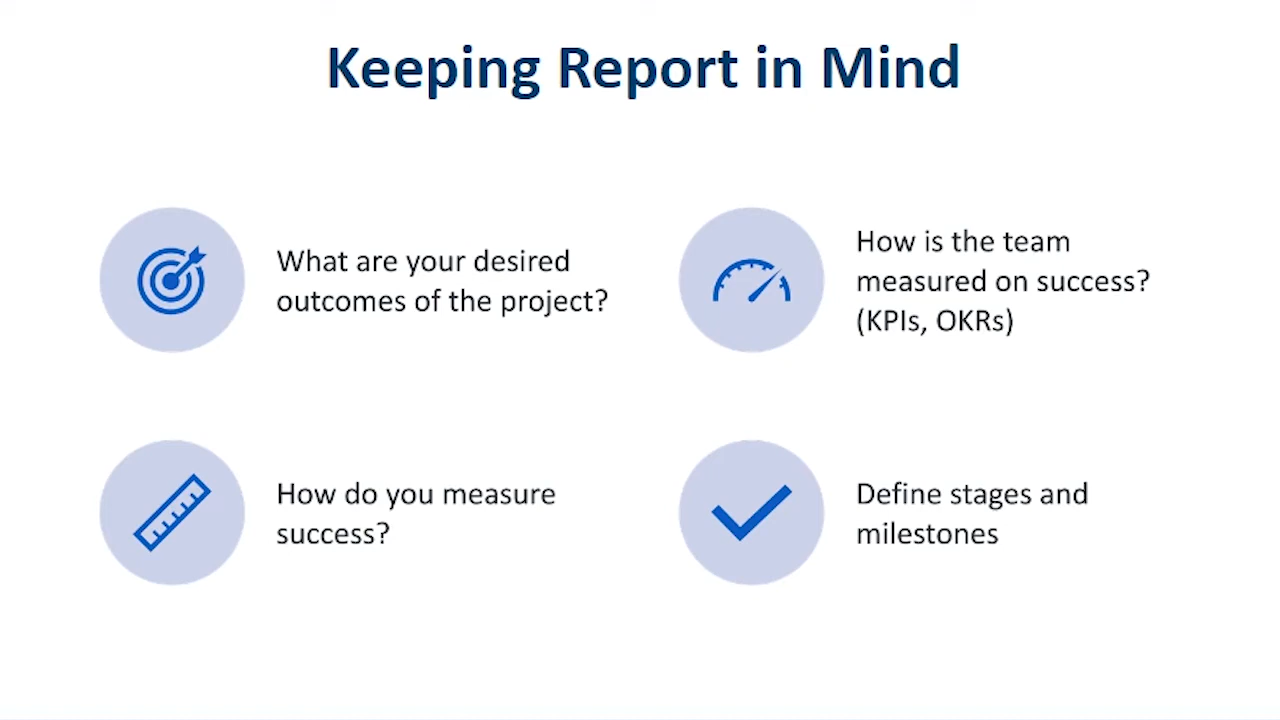 Keeping Report in Mind
What are your desired
outcomes of the project?
How is the team
measured on success?
(KPIs, OKRs)
How do you measure
success?
Define stages and
milestones